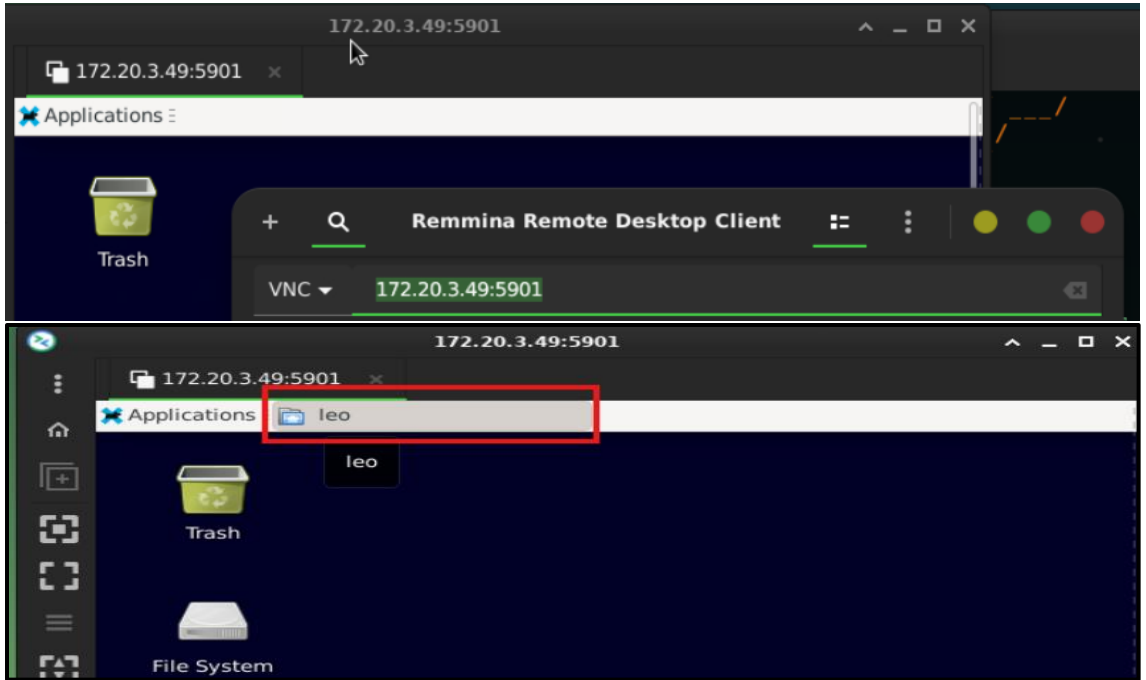 172.20.3.49:5901
172.20.3.49:5901
Applications
Trash
Remmina Remote Desktop Client
VNC 172.20.3.49:5901
172.20.3.49:5901
172.20.3.49:5901
Applications leo
leo
Trash
File System